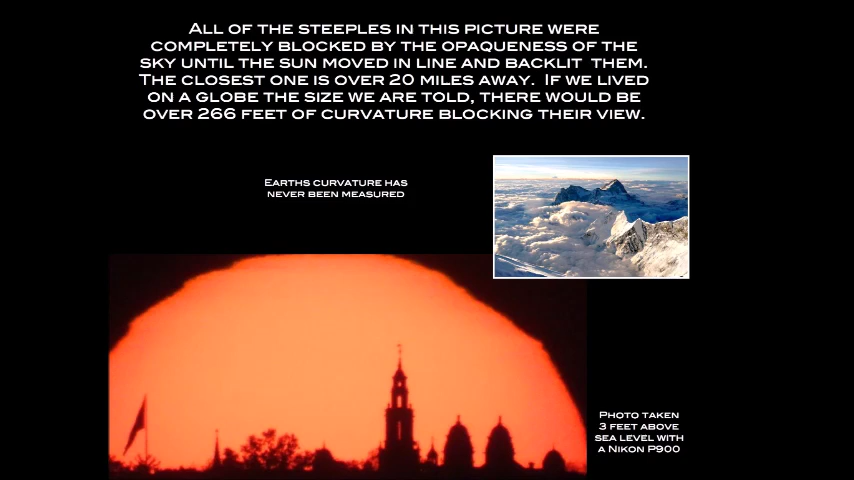 ALL OF THE STEEPLES IN THIS PICTURE WERE
COMPLETELY BLOCKED BY THE OPAQUENESS OF THE
SKY UNTIL THE SUN MOVED IN LINE AND BACKLIT THEM.
THE CLOSEST ONE IS OVER 20 MILES AWAY. IF WE LIVED
ON A GLOBE THE SIZE WE ARE TOLD, THERE WOULD BE
OVER 266 FEET OF CURVATURE BLOCKING THEIR VIEW.
EARTHS CURVATURE HAS
NEVER BEEN MEASURED
PHOTO TAKEN
3 FEET ABOVE
SEA LEVEL WITH
A NIKON P900